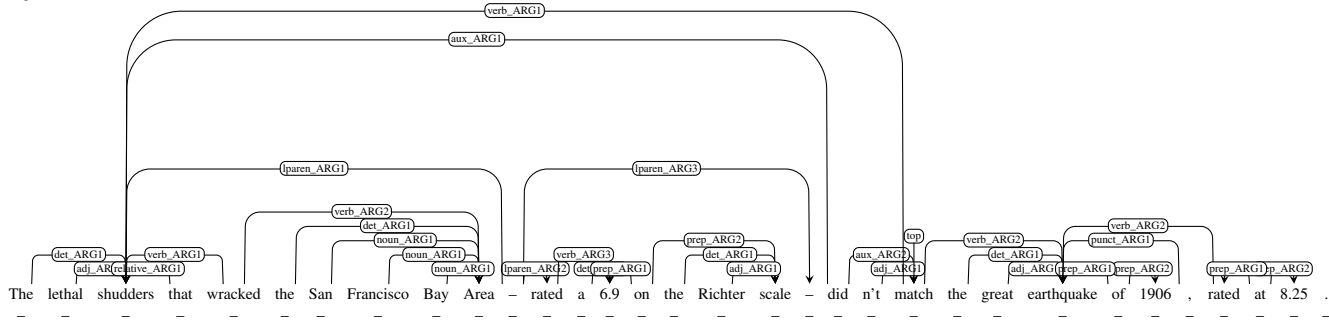 verb_ARG1
aux_ARG1
lparen_ARG1 lparen_ARG3
verb_ARG2
det_ARG1 verb_ARG2
noun_ARG1 prep_ARG2 top verb_ARG2 punct_ARG1
det_ARG1 verb_ARG1 noun_ARG1 verb_ARG3 det_ARG1 aux_ARG2 det_ARG1
relative_ARG1 noun_ARG1 lparen_ARG2 prep_ARG1 adj_ARG1 adj_ARG1 prep_ARG1 prep_ARG2 prep_ARG1
The lethal shudders that wracked the San Francisco Bay Area – rated a 6.9 on the Richter scale – did n't match the great earthquake of 1906 , rated at 8.25 .
_ _ _ _ _ _ _ _ _ _ _ _ _ _ _ _ _ _ _ _ _ _ _ _ _ _ _ _ _ _ _ _